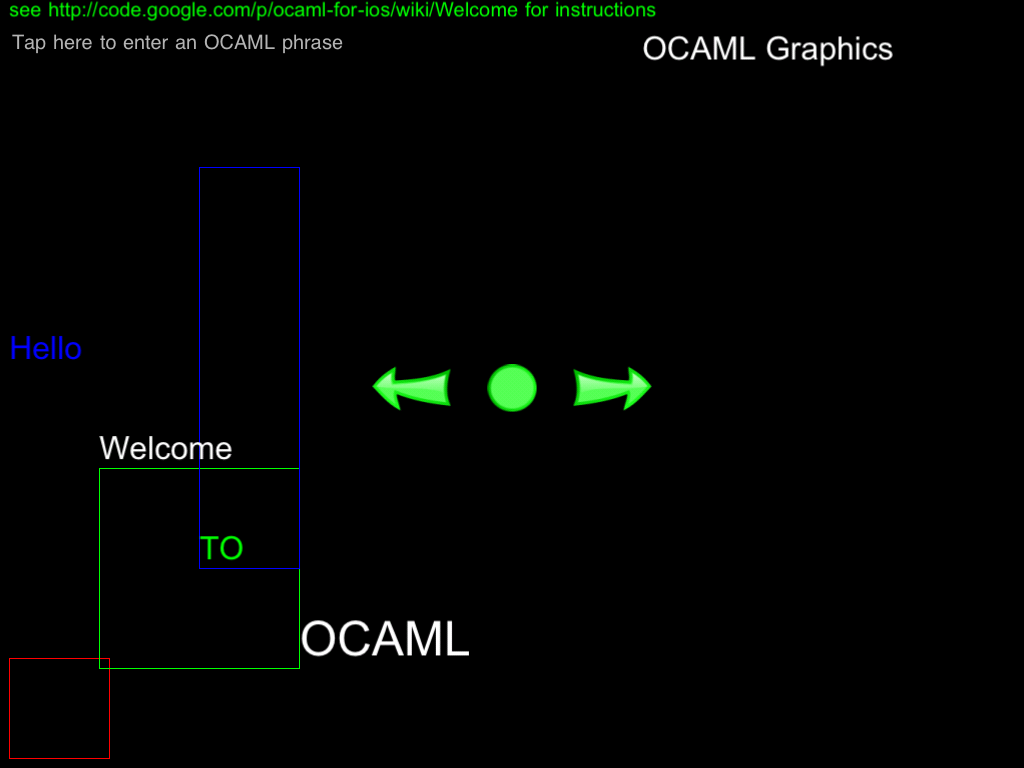 see http://code.google.com/p/ocaml-for-ios/wiki/Welcome for instructions
Tap here to enter an OCAML phrase
OCAML Graphics
Hello
Welcome
TO
OCAML